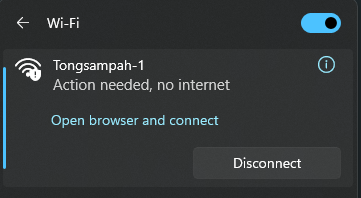 Wi-Fi
Tongsampah-1
Action needed, no internet
Open browser and connect
Disconnect